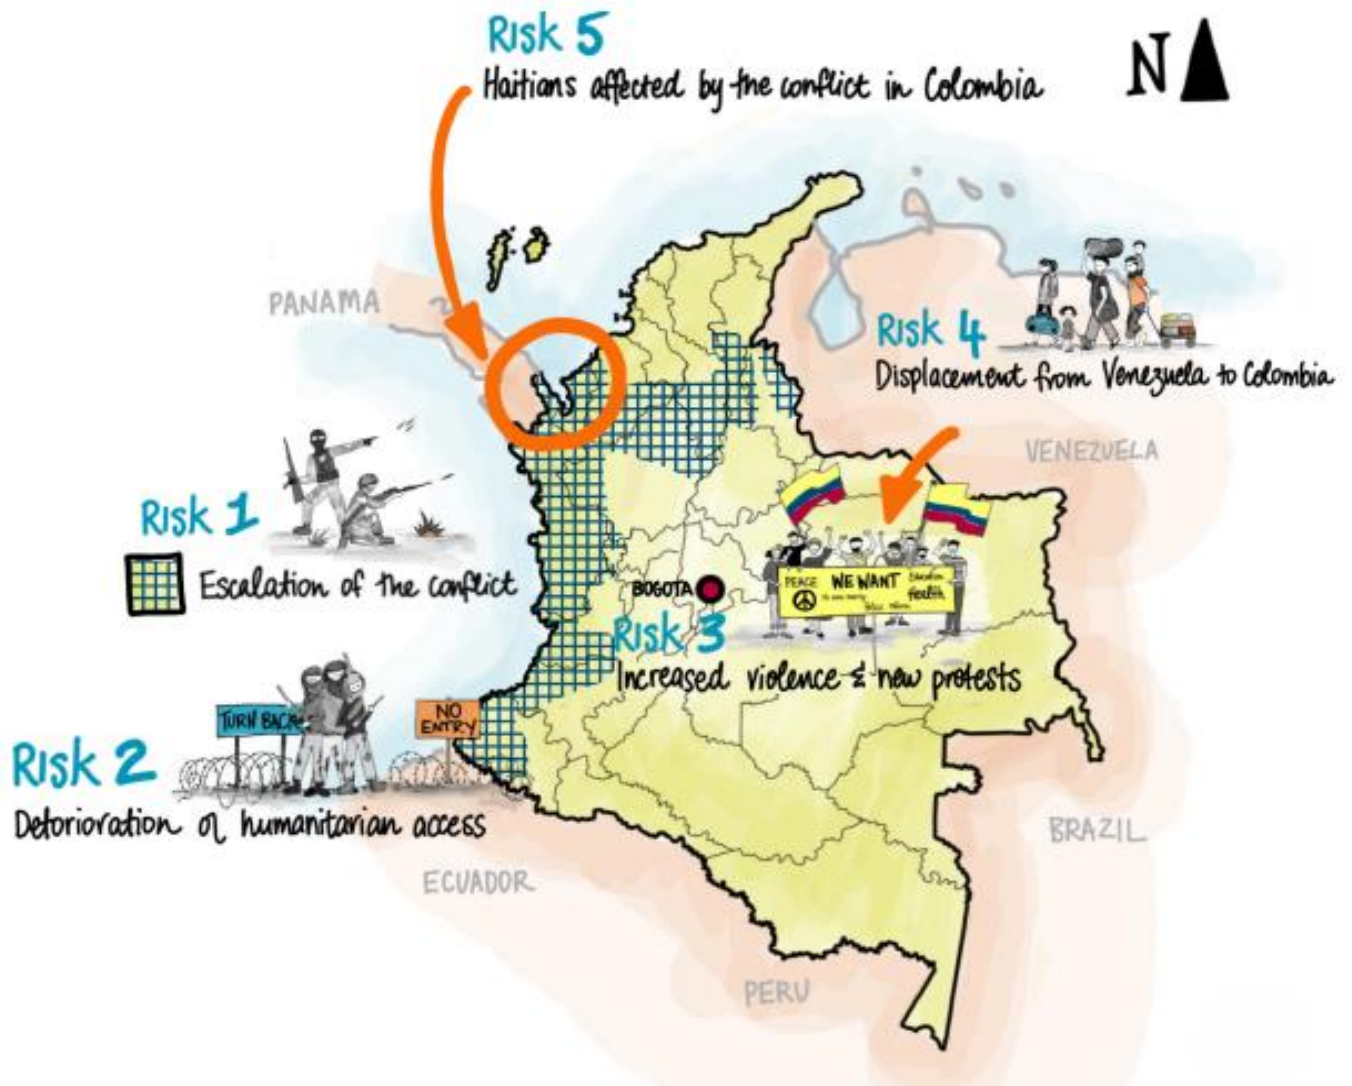 Risk 5
Haitians affected by the conflict in Colombia
N
PANAMA
Risk 4
Displacement from Venezuela to Colombia
VENEZUELA
Risk 1
Escalation of the conflict
BOGOTA
PEACE WE WANT Education
Health
Risk 3
Increased violence & new protests
TURN BACK
NO
ENTRY
Risk 2
Detorioration of humanitarian access
BRAZIL
ECUADOR
PERU